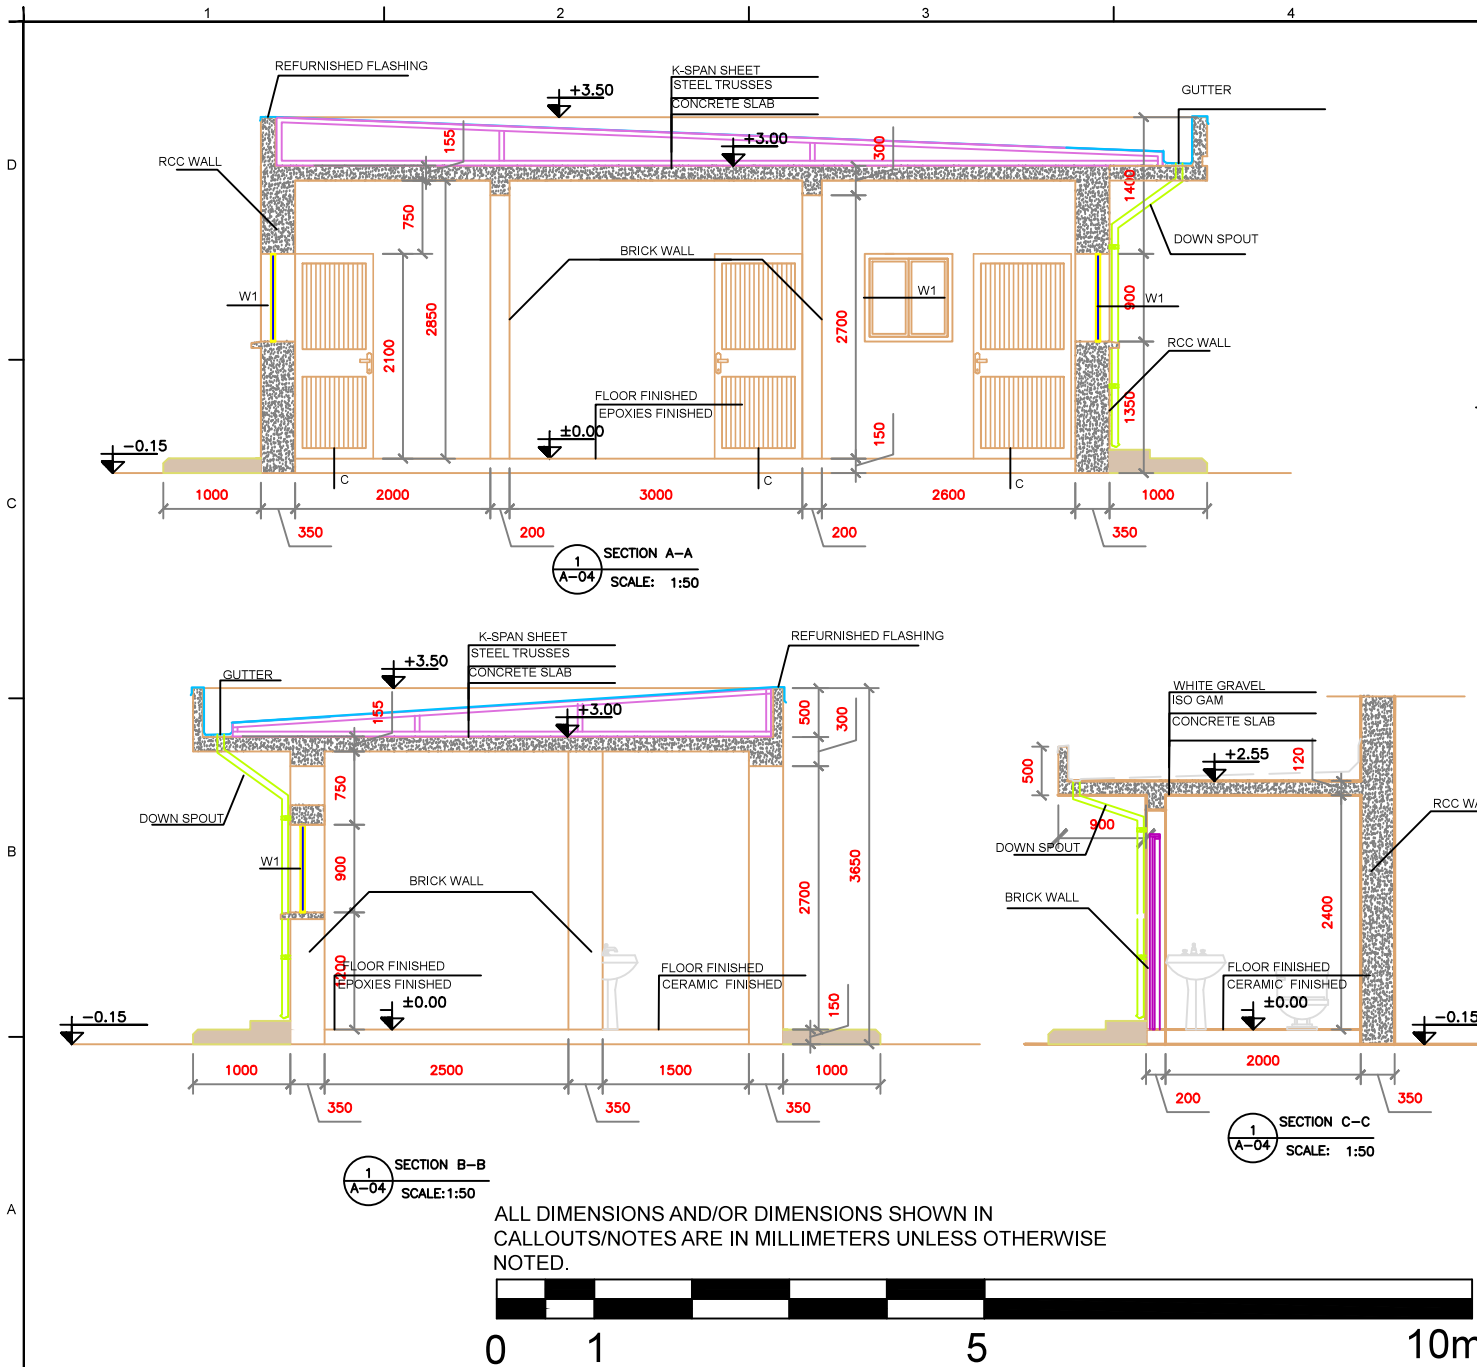 1
2
3
4
D
C
B
A
REFURNISHED FLASHING
+3.50
K-SPAN SHEET
STEEL TRUSSES
CONCRETE SLAB
GUTTER
155
+3.00
300
RCC WALL
1400
750
DOWN SPOUT
BRICK WALL
W1
W1
W1
900
2850
2700
2100
RCC WALL
FLOOR FINISHED
EPOXIES FINISHED
1350
±0.00
150
-0.15
C
C
C
1000
2000
3000
2600
1000
350
200
200
350
1
A-04
SECTION A-A
SCALE: 1:50
K-SPAN SHEET
STEEL TRUSSES
CONCRETE SLAB
REFURNISHED FLASHING
+3.50
GUTTER
155
+3.00
500
300
750
DOWN SPOUT
W1
900
BRICK WALL
3650
2700
1200
FLOOR FINISHED
EPOXIES FINISHED
FLOOR FINISHED
CERAMIC FINISHED
±0.00
150
-0.15
1000
2500
1500
1000
350
350
350
1
A-04
SECTION B-B
SCALE:1:50
WHITE GRAVEL
ISO GAM
CONCRETE SLAB
+2.55
120
500
RCC WA
900
DOWN SPOUT
BRICK WALL
2400
FLOOR FINISHED
CERAMIC FINISHED
±0.00
-0.15
2000
200
350
1
A-04
SECTION C-C
SCALE: 1:50
ALL DIMENSIONS AND/OR DIMENSIONS SHOWN IN
CALLOUTS/NOTES ARE IN MILLIMETERS UNLESS OTHERWISE
NOTED.
0 1 5 10m